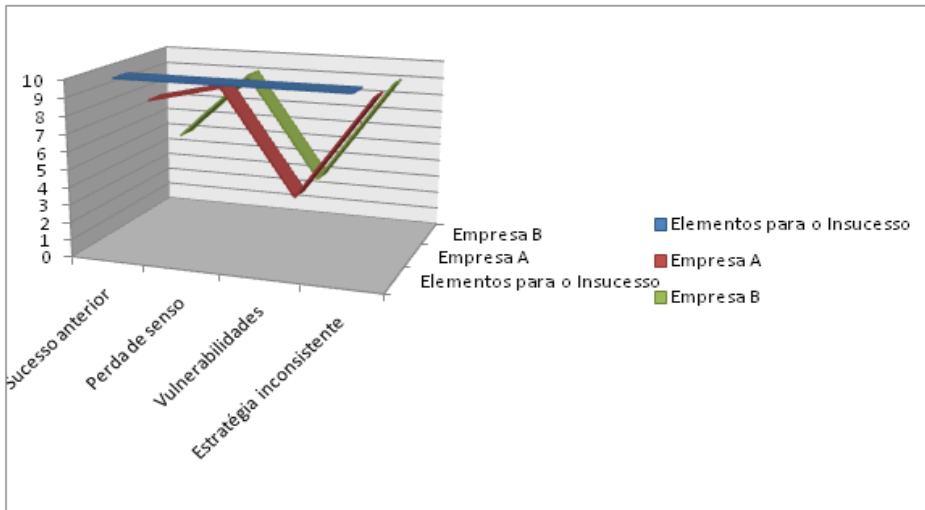 10
9
8
7
6
5
4
3
2
1
0
Sucesso anterior
Perda de senso
Vulnerabilidades
Estratégia inconsistente
Empresa B
Empresa A
Elementos para o Insucesso
Elementos para o Insucesso
Empresa A
Empresa B